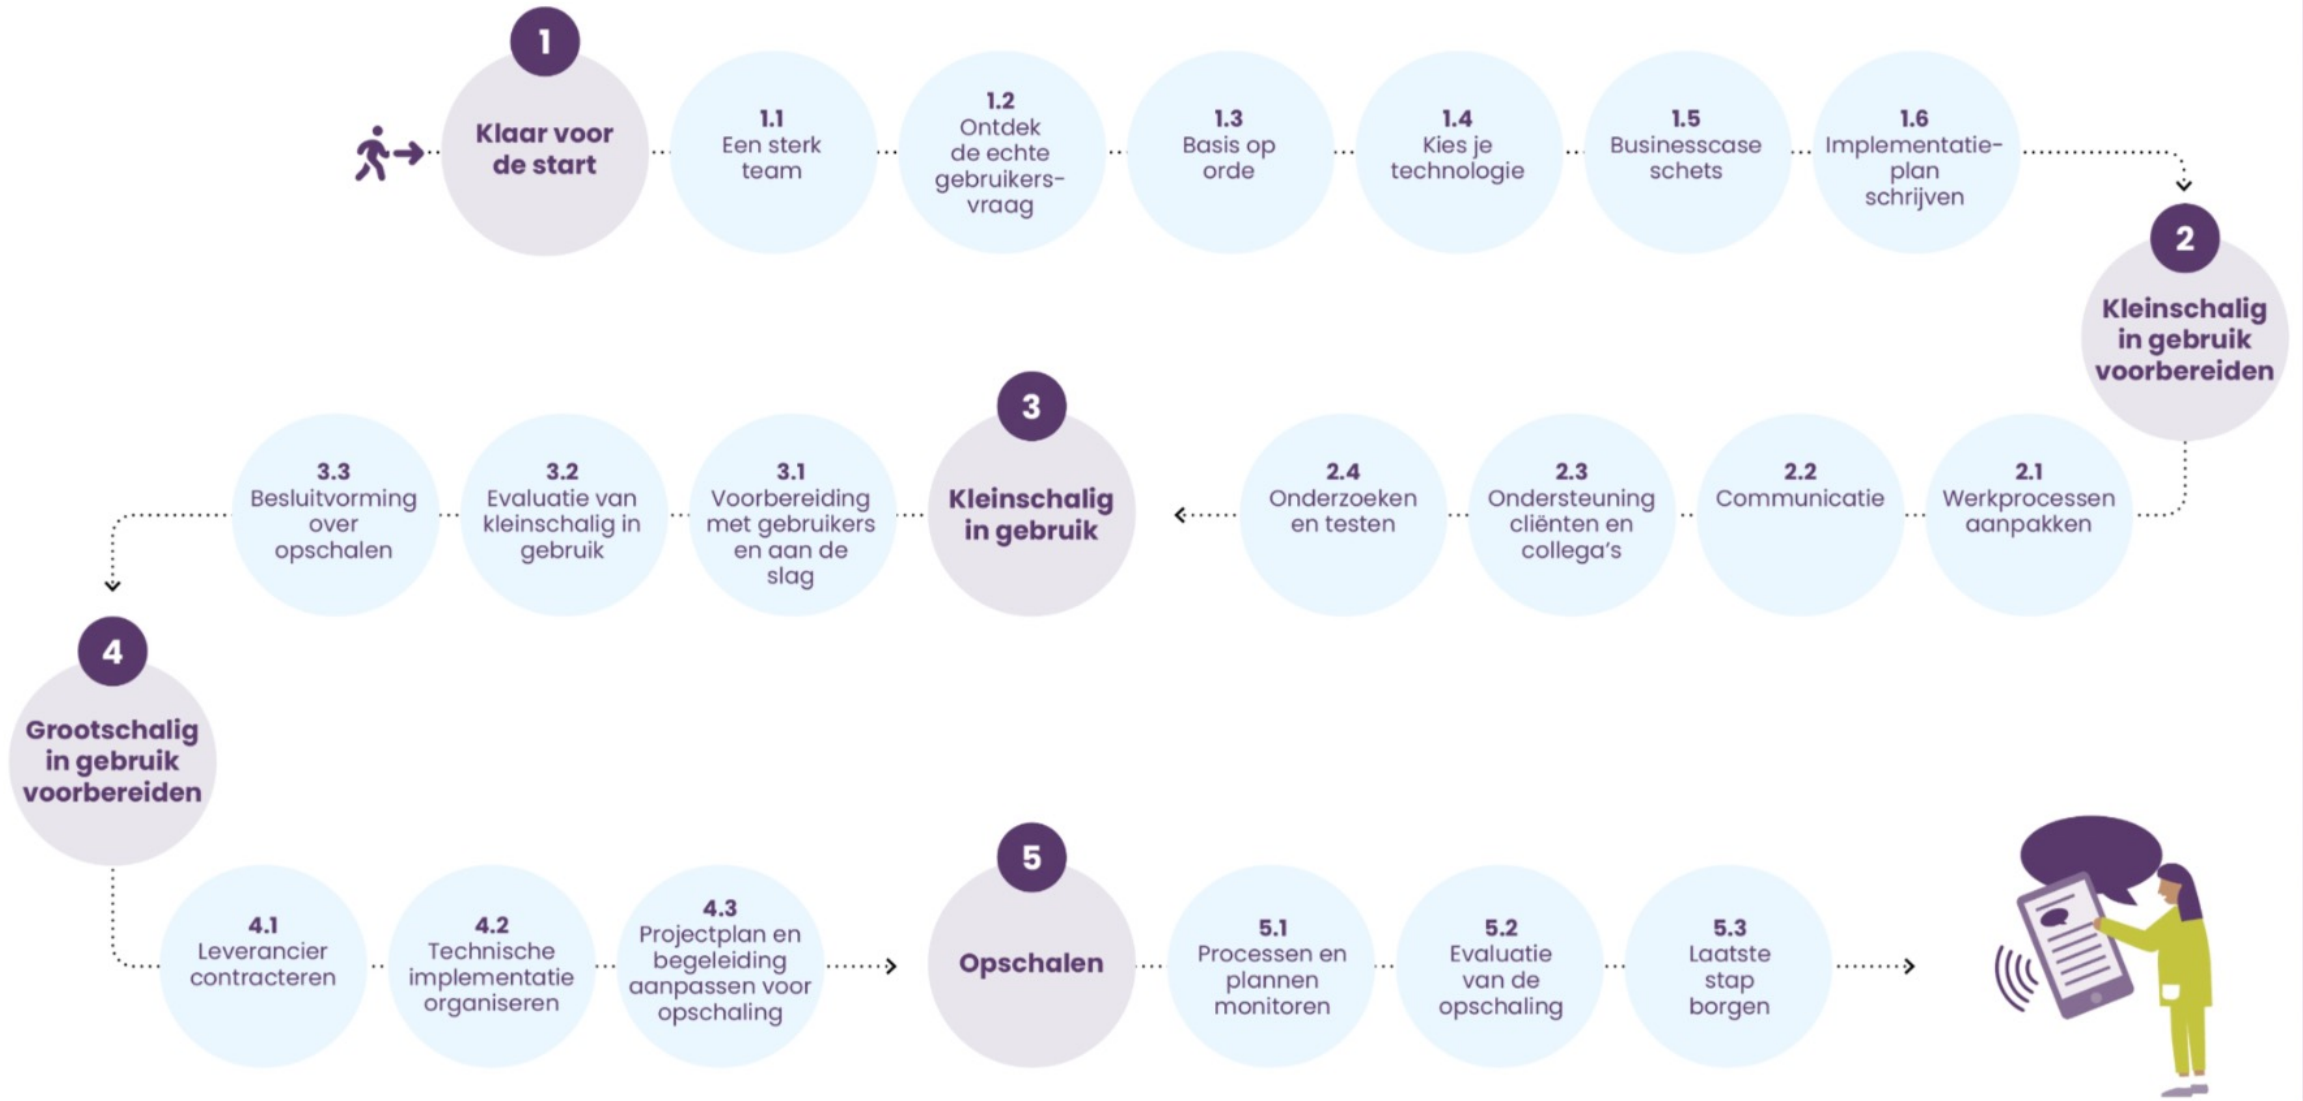 1
Klaar voor
de start
1.1
Een sterk
team
1.2
Ontdek
de echte
gebruikers-
vraag
1.3
Basis op
orde
1.4
Kies je
technologie
1.5
Businesscase
schets
1.6
Implementatie-
plan
schrijven
2
Kleinschalig
in gebruik
voorbereiden
2.1
Werkprocessen
aanpakken
2.2
Communicatie
2.3
Ondersteuning
cliënten en
collega's
2.4
Onderzoeken
en testen
3
Kleinschalig
in gebruik
3.1
Voorbereiding
met gebruikers
en aan de
slag
3.2
Evaluatie van
kleinschalig in
gebruik
3.3
Besluitvorming
over
opschalen
4
Grootschalig
in gebruik
voorbereiden
4.1
Leverancier
contracteren
4.2
Technische
implementatie
organiseren
4.3
Projectplan en
begeleiding
aanpassen voor
opschaling
5
Opschalen
5.1
Processen en
plannen
monitoren
5.2
Evaluatie
van de
opschaling
5.3
Laatste
stap
borgen